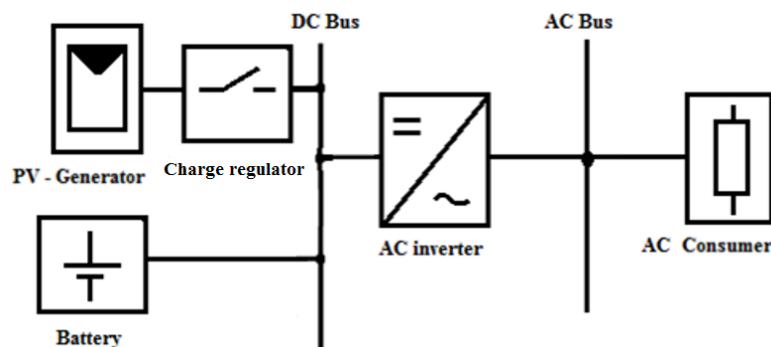 DC Bus
AC Bus
PV - Generator
Charge regulator
AC inverter
AC Consumer
Battery